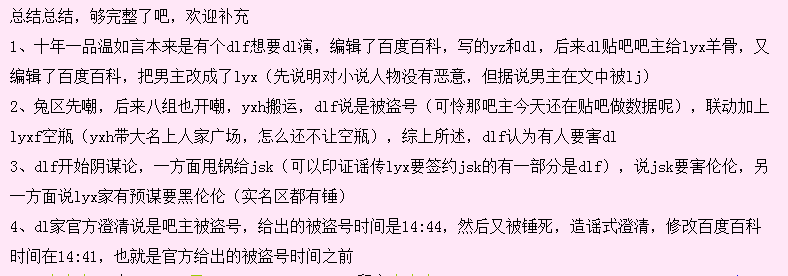 总结总结，够完整了吧，欢迎补充
1、十年一品温如言本来是有个dlf想要dl演，编辑了百度百科，写的yz和dl，后来dl贴吧吧主给lyx羊骨，又
编辑了百度百科，把男主改成了lyx（先说明对小说人物没有恶意，但据说男主在文中被lj）
2、兔区先嘲，后来八组也开嘲，yxh搬运，dlf说是被盗号（可怜那吧主今天还在贴吧做数据呢），联动加上
lyxf空瓶（yxh带大名上人家广场，怎么还不让空瓶），综上所述，dlf认为有人要害dl
3、dlf开始阴谋论，一方面甩锅给jsk（可以印证谣传lyx要签约jsk的有一部分是dlf），说jsk要害伦伦，另
一方面说lyx家有预谋要黑伦伦（实名区都有锤）
4、dl家官方澄清说是吧主被盗号，给出的被盗号时间是14:44，然后又被锤死，造谣式澄清，修改百度百科
时间在14:41，也就是官方给出的被盗号时间之前